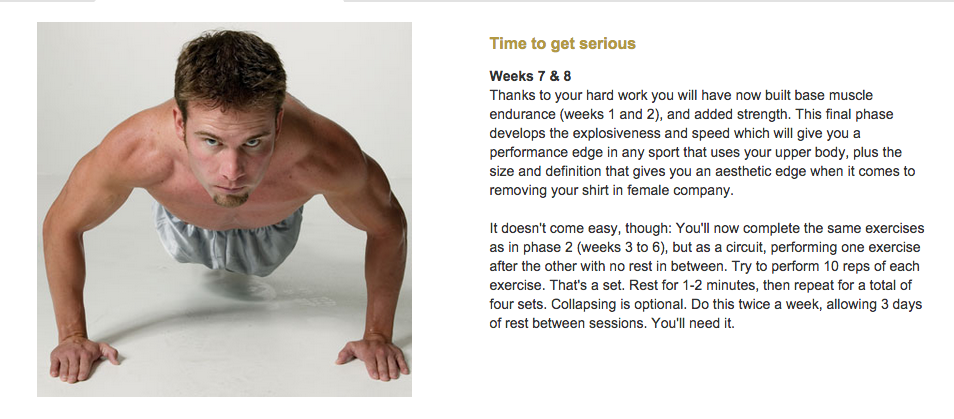 Time to get serious
Weeks 7 & 8
Thanks to your hard work you will have now built base muscle
endurance (weeks 1 and 2), and added strength. This final phase
develops the explosiveness and speed which will give you a
performance edge in any sport that uses your upper body, plus the
size and definition that gives you an aesthetic edge when it comes to
removing your shirt in female company.
It doesn't come easy, though: You'll now complete the same exercises
as in phase 2 (weeks 3 to 6), but as a circuit, performing one exercise
after the other with no rest in between. Try to perform 10 reps of each
exercise. That's a set. Rest for 1-2 minutes, then repeat for a total of
four sets. Collapsing is optional. Do this twice a week, allowing 3 days
of rest between sessions. You'll need it.